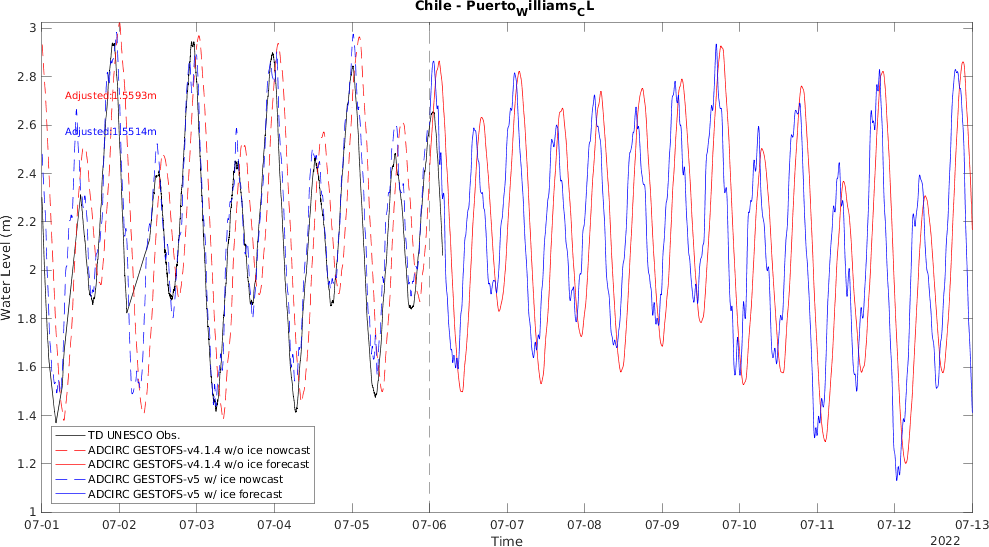 Chile - Puerto_Williams_CL
3
2.8
2.6
2.4
2.2
2
1.8
1.6
1.4
1.2
1
Water Level (m)
Adjusted:1.5593m
Adjusted:1.5514m
TD UNESCO Obs.
ADCIRC GESTOFS-v4.1.4 w/o ice nowcast
ADCIRC GESTOFS-v4.1.4 w/o ice forecast
ADCIRC GESTOFS-v5 w/ ice nowcast
ADCIRC GESTOFS-v5 w/ ice forecast
07-01 07-02 07-03 07-04 07-05 07-06 07-07 07-08 07-09 07-10 07-11 07-12 07-13
Time
2022